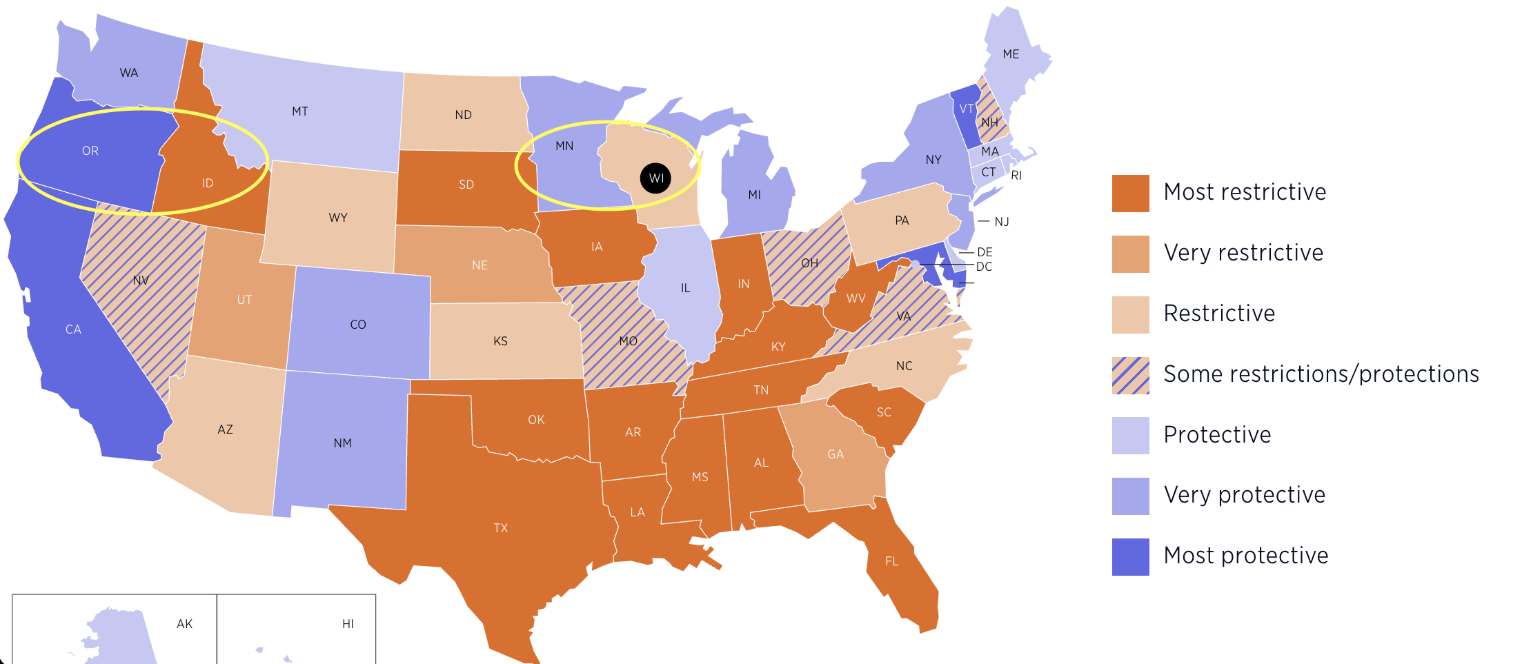 ME
WA
MT
ND
VT
NH
MN
OR
MA
NY
CT
RI
WI
ID
SD
MI
Most restrictive
WY
PA
NJ
IA
Very restrictive
DE
NE
OH
DC
NV
IN
IL
UT
WV
Restrictive
VA
CO
CA
KS
MO
KY
NC
Some restrictions/protections
TN
SC
OK
AZ
AR
Protective
NM
GA
AL
MS
Very protective
LA
TX
Most protective
FL
AK
HI